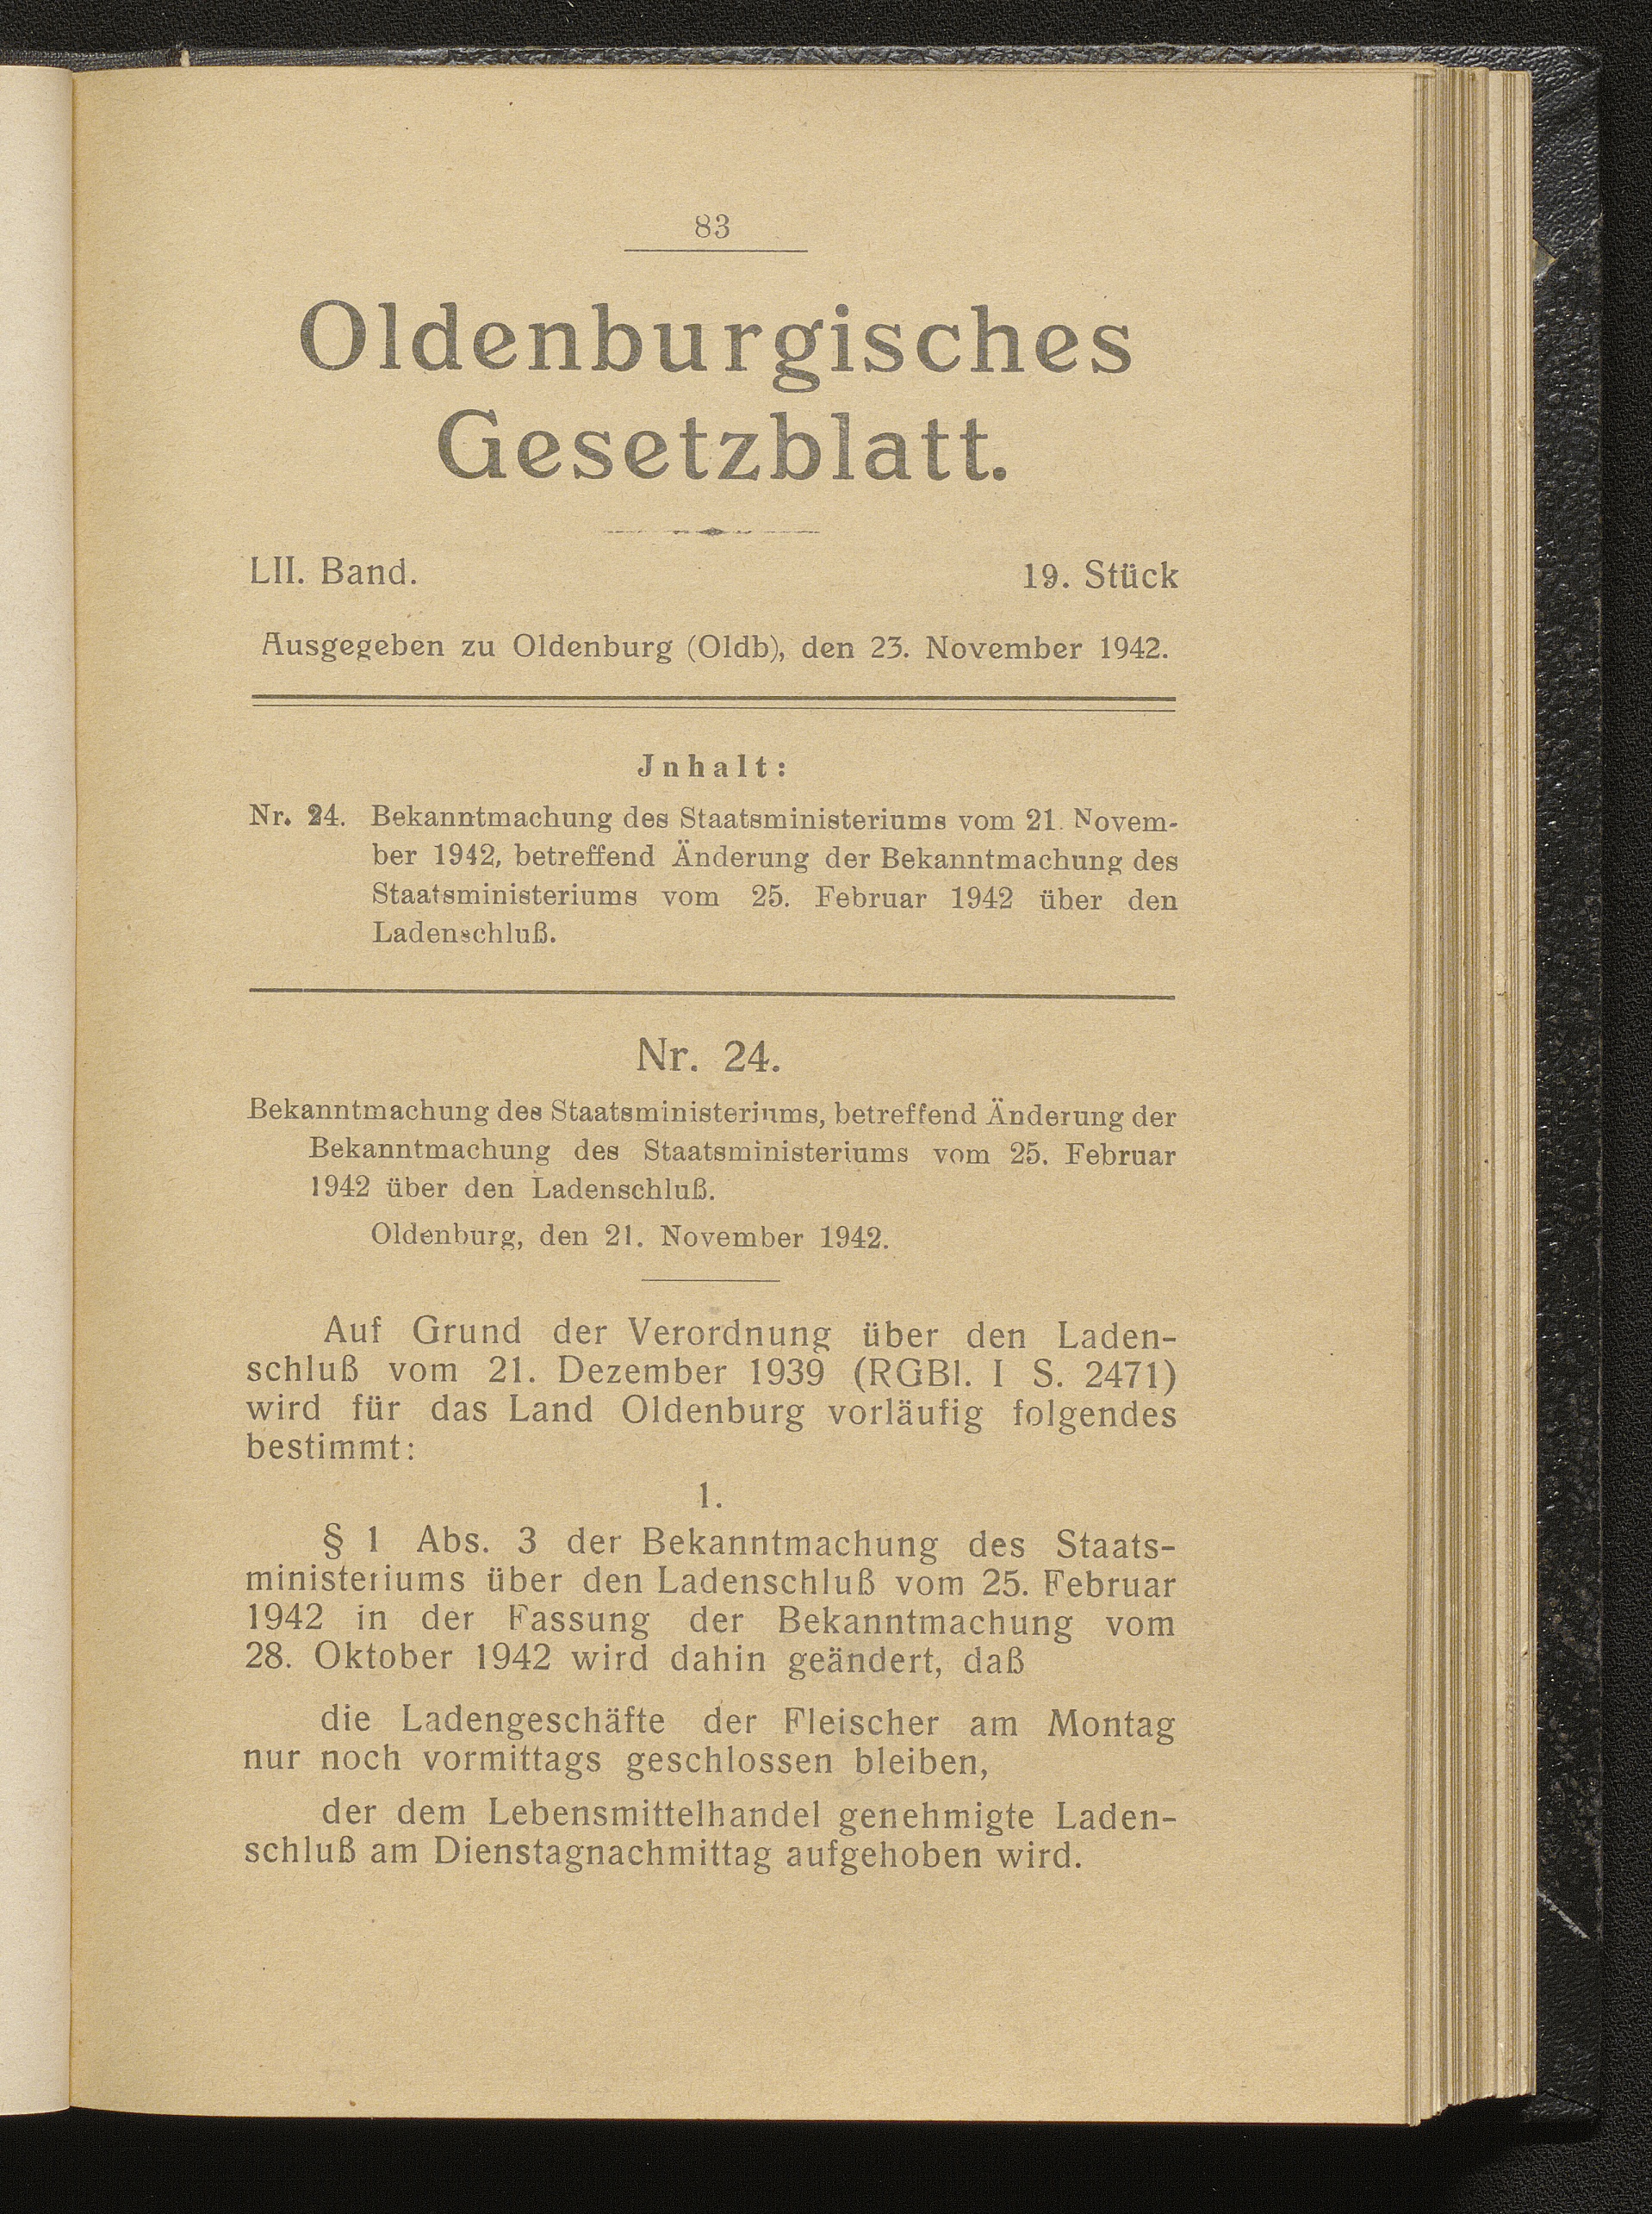 83
Oldenburgisches
Gesetzblatt.
LII. Band. 19. Stück
Ausgegeben zu Oldenburg (Oldb), den 23. November 1942.
Jnhalt:
Nr. 24. Bekanntmachung des Staatsministeriums vom 21. Novem-
ber 1942, betreffend Änderung der Bekanntmachung des
Staatsministeriums vom 25. Februar 1942 über den
Ladenschluß.
Nr. 24.
Bekanntmachung des Staatsministeriums, betreffend Änderung der
Bekanntmachung des Staatsministeriums vom 25. Februar
1942 über den Ladenschluß.
Oldenburg, den 21. November 1942.
Auf Grund der Verordnung über den Laden-
schluß vom 21. Dezember 1939 (RGBl. I S. 2471)
wird für das Land Oldenburg vorläufig folgendes
bestimmt:
1.
§ 1 Abs. 3 der Bekanntmachung des Staats-
ministeriums über den Ladenschluß vom 25. Februar
1942 in der Fassung der Bekanntmachung vom
28. Oktober 1942 wird dahin geändert, daß
die Ladengeschäfte der Fleischer am Montag
nur noch vormittags geschlossen bleiben,
der dem Lebensmittelhandel genehmigte Laden-
schluß am Dienstagnachmittag aufgehoben wird.